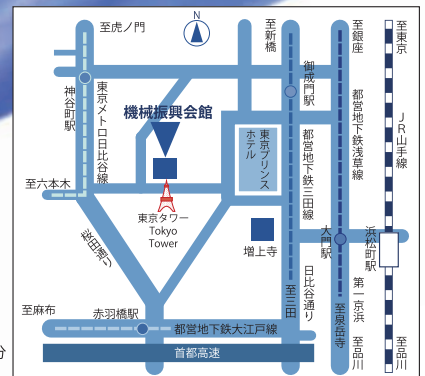 N
至虎ノ門
至新橋
至銀座
至東京
御成門駅
神谷町駅
東京メトロ日比谷線
機械振興会館
都営地下鉄浅草線
JR山手線
東京プリンス
ホテル
都営地下鉄三田線
至六本木
東京タワー
Tokyo
Tower
桜田通り
増上寺
大門駅
浜松町駅
日比谷通り
第一京浜
至三田
至泉岳寺
至品川
至品川
至麻布
赤羽橋駅
都営地下鉄大江戸線
首都高速
分